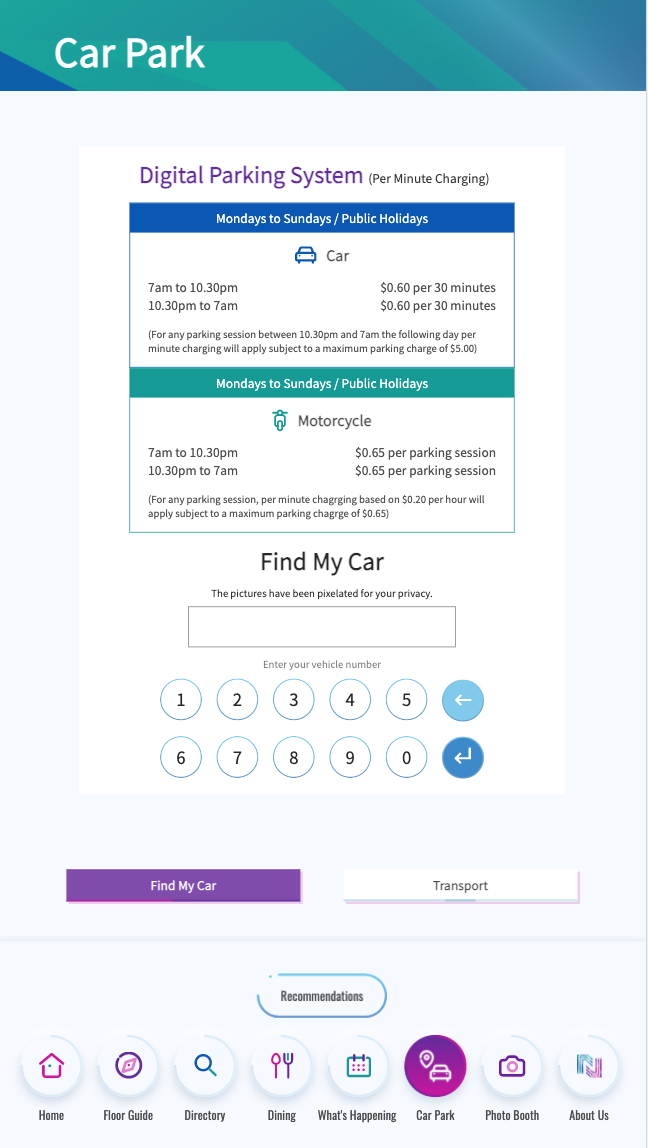 Car Park
Digital Parking System (Per Minute Charging)
Mondays to Sundays / Public Holidays
Car
7am to 10.30pm $0.60 per 30 minutes
10.30pm to 7am $0.60 per 30 minutes
(For any parking session between 10.30pm and 7am the following day per
minute charging will apply subject to a maximum parking charge of $5.00)
Mondays to Sundays / Public Holidays
Motorcycle
7am to 10.30pm $0.65 per parking session
10.30pm to 7am $0.65 per parking session
(For any parking session, per minute chagrging based on $0.20 per hour will
apply subject to a maximum parking chagrge of $0.65)
Find My Car
The pictures have been pixelated for your privacy.
Enter your vehicle number
1 2 3 4 5
6 7 8 9 0
Find My Car Transport
Recommendations
Home Floor Guide Directory Dining What's Happening Car Park Photo Booth About Us